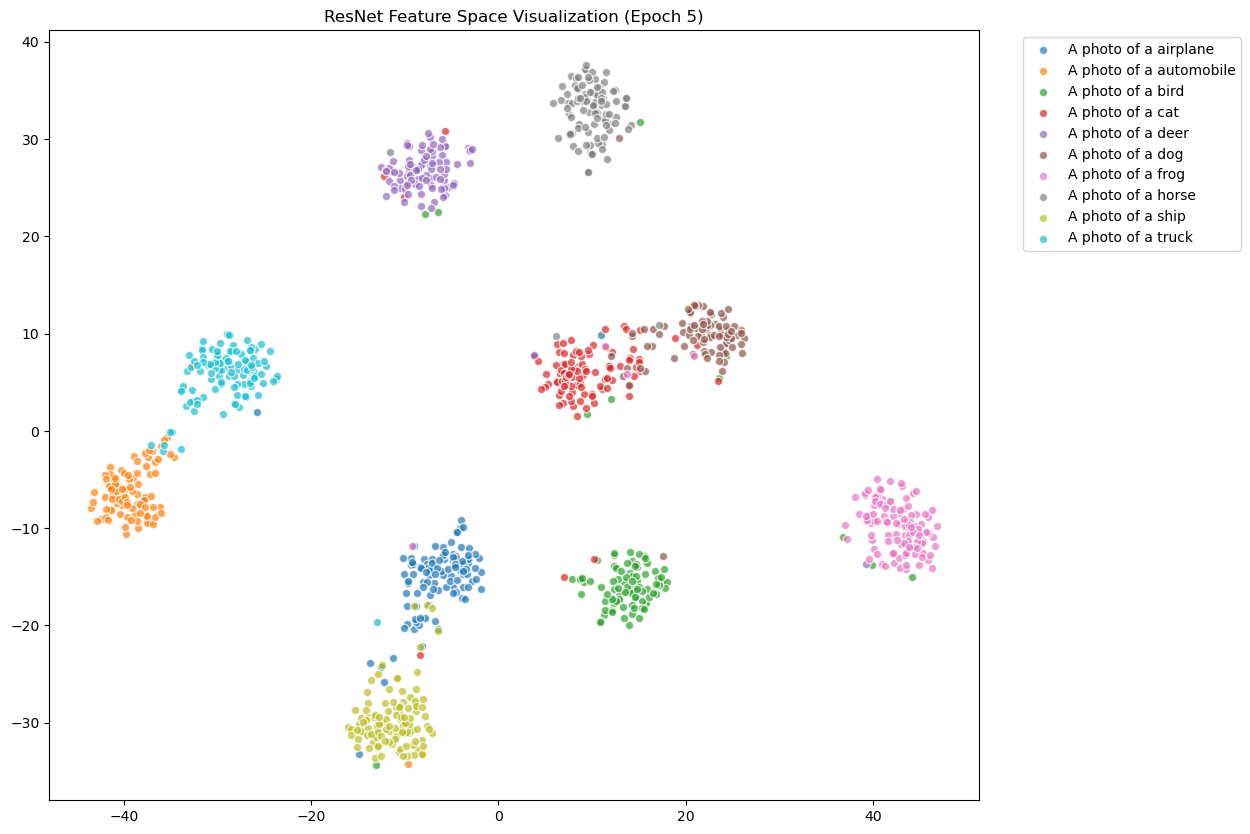 ResNet Feature Space Visualization (Epoch 5)
A photo of a airplane
A photo of a automobile
A photo of a bird
A photo of a cat
A photo of a deer
A photo of a dog
A photo of a frog
A photo of a horse
A photo of a ship
A photo of a truck
40
30
20
10
0
−10
−20
−30
−40 −20 0 20 40